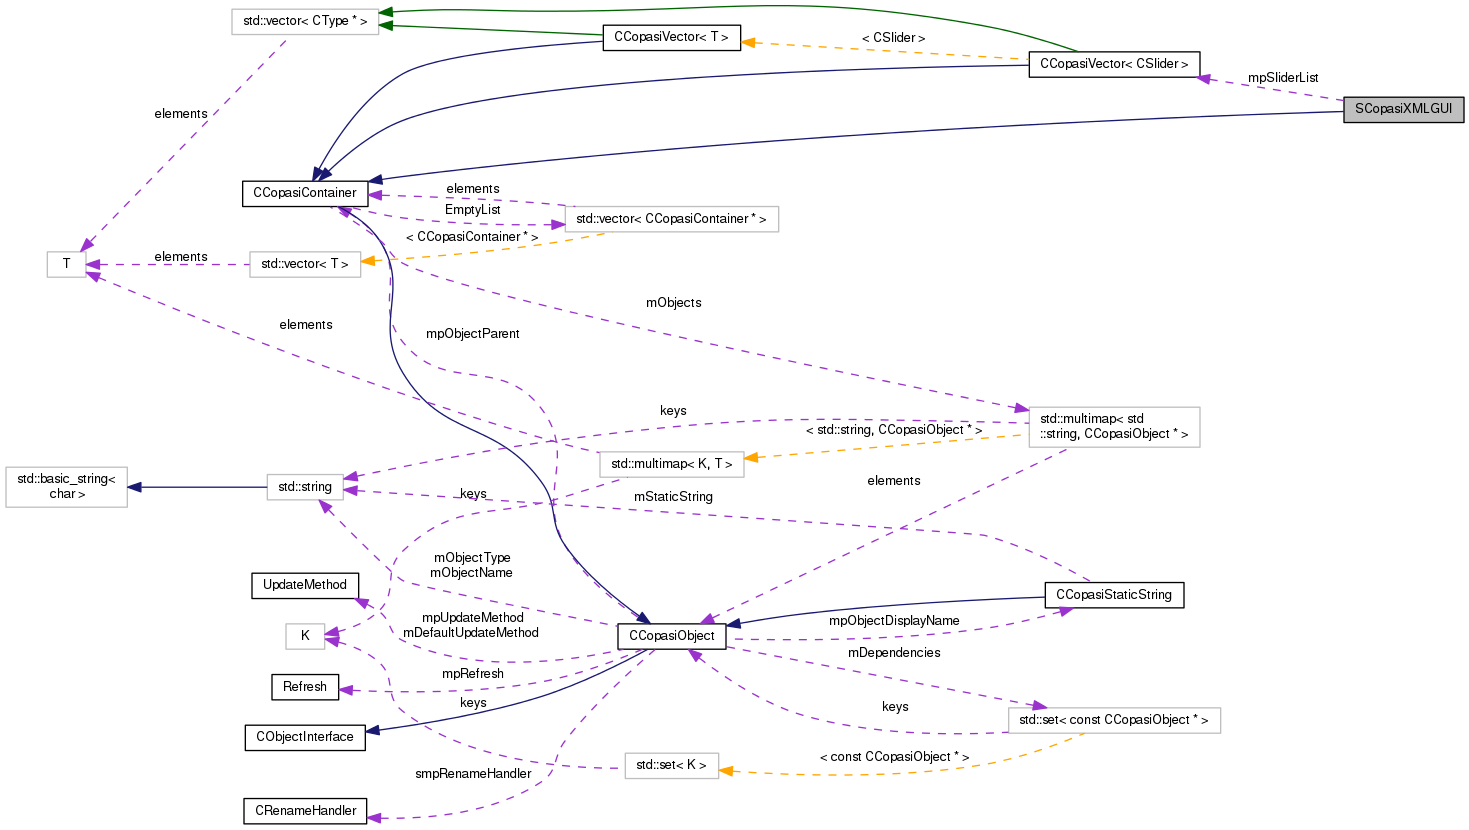 std::vector< CType * >
CCopasiVector< T >
< CSlider >
CCopasiVector< CSlider >
mpSliderList
SCopasiXMLGUI
elements
CCopasiContainer
elements
EmptyList
std::vector< CCopasiContainer * >
< CCopasiContainer * >
T
elements
std::vector< T >
mObjects
elements
mpObjectParent
keys
std::multimap< std
::string, CCopasiObject * >
< std::string, CCopasiObject * >
std::multimap< K, T >
std::basic_string<
char >
std::string
keys
mStaticString
elements
mObjectType
mObjectName
UpdateMethod
CCopasiStaticString
mpUpdateMethod
mDefaultUpdateMethod
K
CCopasiObject
mpObjectDisplayName
mDependencies
mpRefresh
Refresh
keys
keys
std::set< const CCopasiObject * >
CObjectInterface
< const CCopasiObject * >
std::set< K >
smpRenameHandler
CRenameHandler